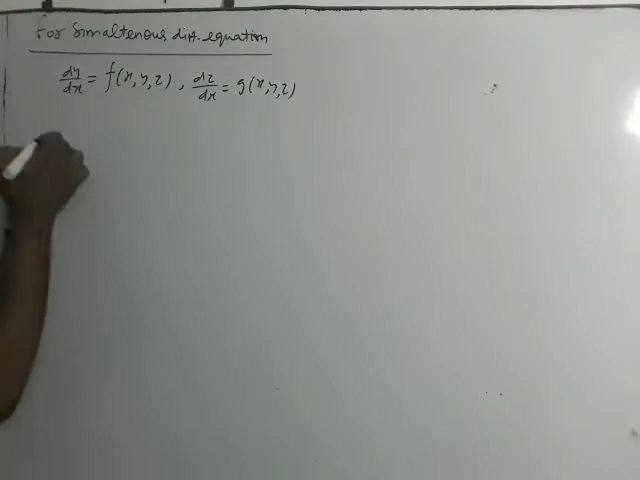 For Simaltenous diff. equation
dy/dx = f(x, y, z) , dz/dx = g(x, y, z)